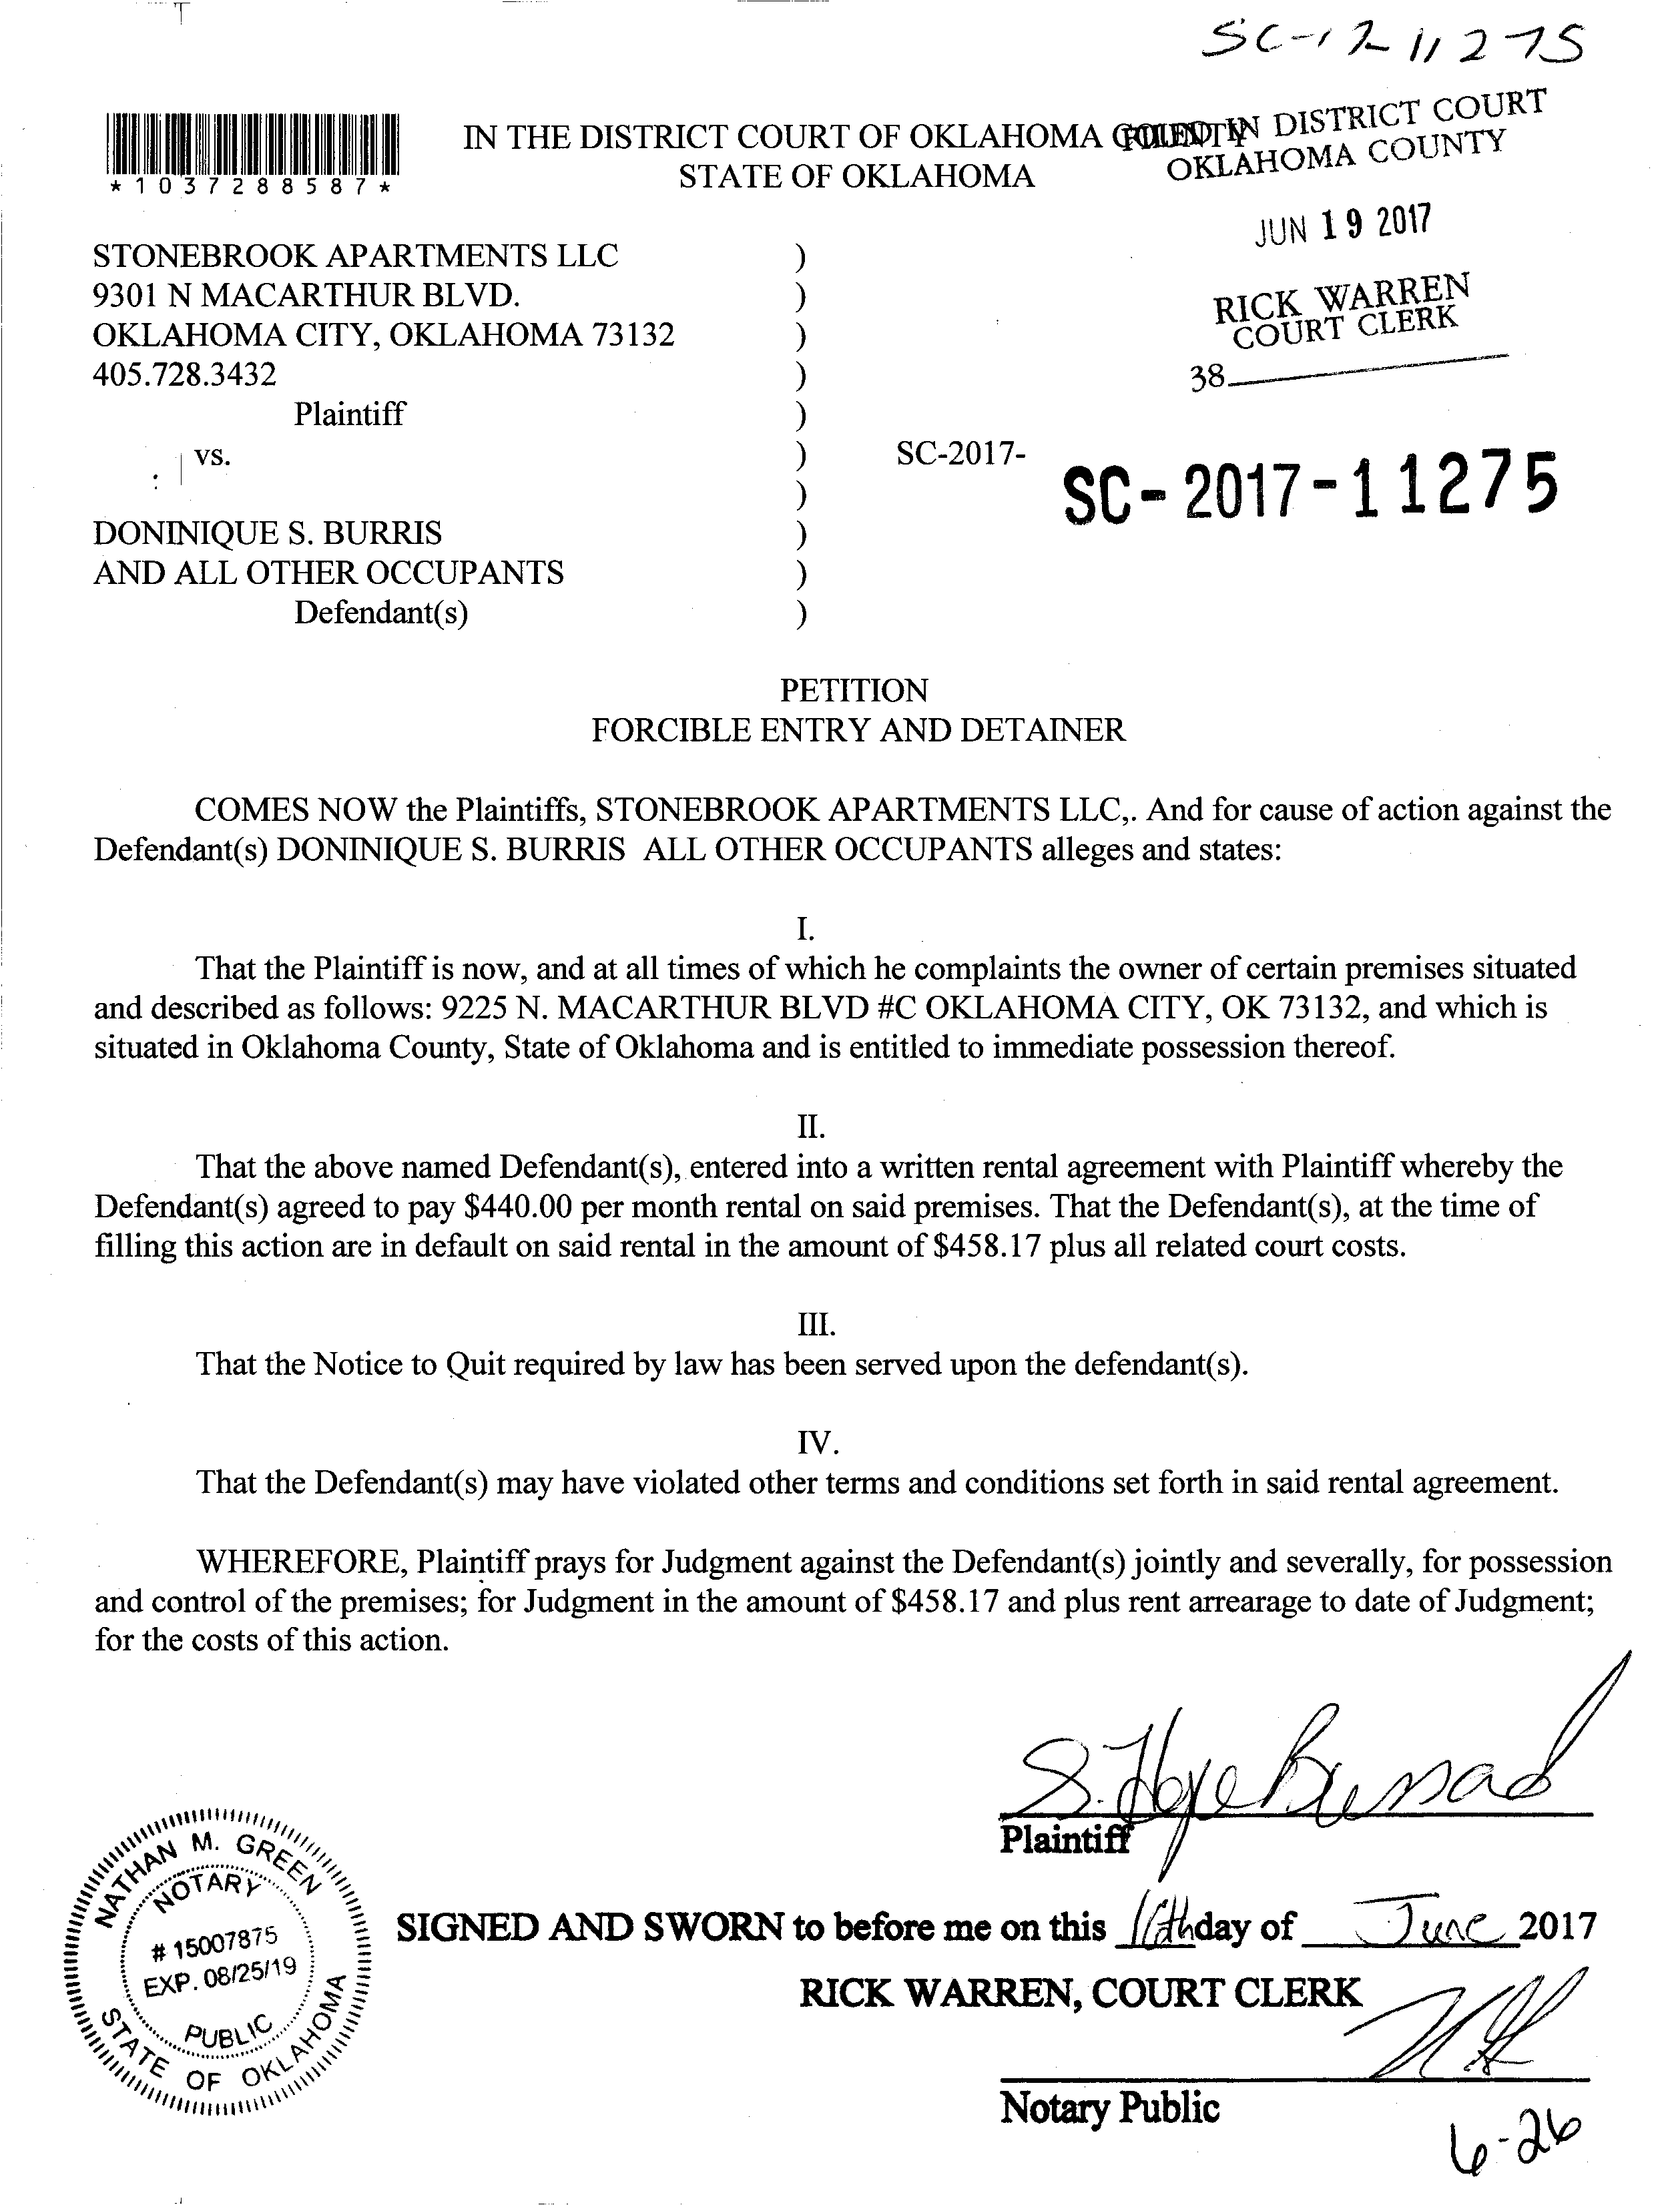 SC-17 11275
*1037288587*
IN THE DISTRICT COURT OF OKLAHOMA COUNTY
STATE OF OKLAHOMA
FILED IN DISTRICT COURT
OKLAHOMA COUNTY
JUN 19 2017
RICK WARREN
COURT CLERK
38
STONEBROOK APARTMENTS LLC )
9301 N MACARTHUR BLVD. )
OKLAHOMA CITY, OKLAHOMA 73132 )
405.728.3432 )
Plaintiff )
vs. ) SC-2017- SC-2017-11275
)
DONINIQUE S. BURRIS )
AND ALL OTHER OCCUPANTS )
Defendant(s) )
PETITION
FORCIBLE ENTRY AND DETAINER
COMES NOW the Plaintiffs, STONEBROOK APARTMENTS LLC,. And for cause of action against the
Defendant(s) DONINIQUE S. BURRIS ALL OTHER OCCUPANTS alleges and states:
I.
That the Plaintiff is now, and at all times of which he complaints the owner of certain premises situated
and described as follows: 9225 N. MACARTHUR BLVD #C OKLAHOMA CITY, OK 73132, and which is
situated in Oklahoma County, State of Oklahoma and is entitled to immediate possession thereof.
II.
That the above named Defendant(s), entered into a written rental agreement with Plaintiff whereby the
Defendant(s) agreed to pay $440.00 per month rental on said premises. That the Defendant(s), at the time of
filling this action are in default on said rental in the amount of $458.17 plus all related court costs.
III.
That the Notice to Quit required by law has been served upon the defendant(s).
IV.
That the Defendant(s) may have violated other terms and conditions set forth in said rental agreement.
WHEREFORE, Plaintiff prays for Judgment against the Defendant(s) jointly and severally, for possession
and control of the premises; for Judgment in the amount of $458.17 and plus rent arrearage to date of Judgment;
for the costs of this action.
Plaintiff
NATHAN M. GREEN
NOTARY
# 15007875
EXP. 08/25/19
PUBLIC
STATE OF OKLAHOMA
SIGNED AND SWORN to before me on this day of June 2017
RICK WARREN, COURT CLERK
Notary Public
6-26